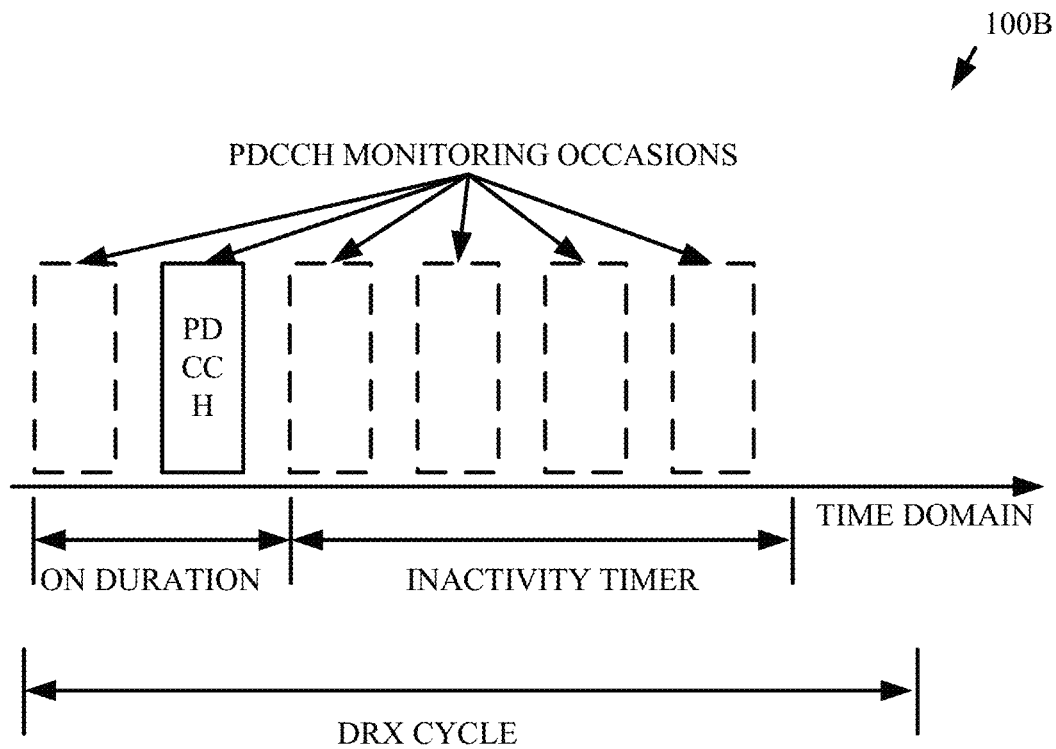 100B
PDCCH MONITORING OCCASIONS
PD
CC
H
TIME DOMAIN
ON DURATION
INACTIVITY TIMER
DRX CYCLE